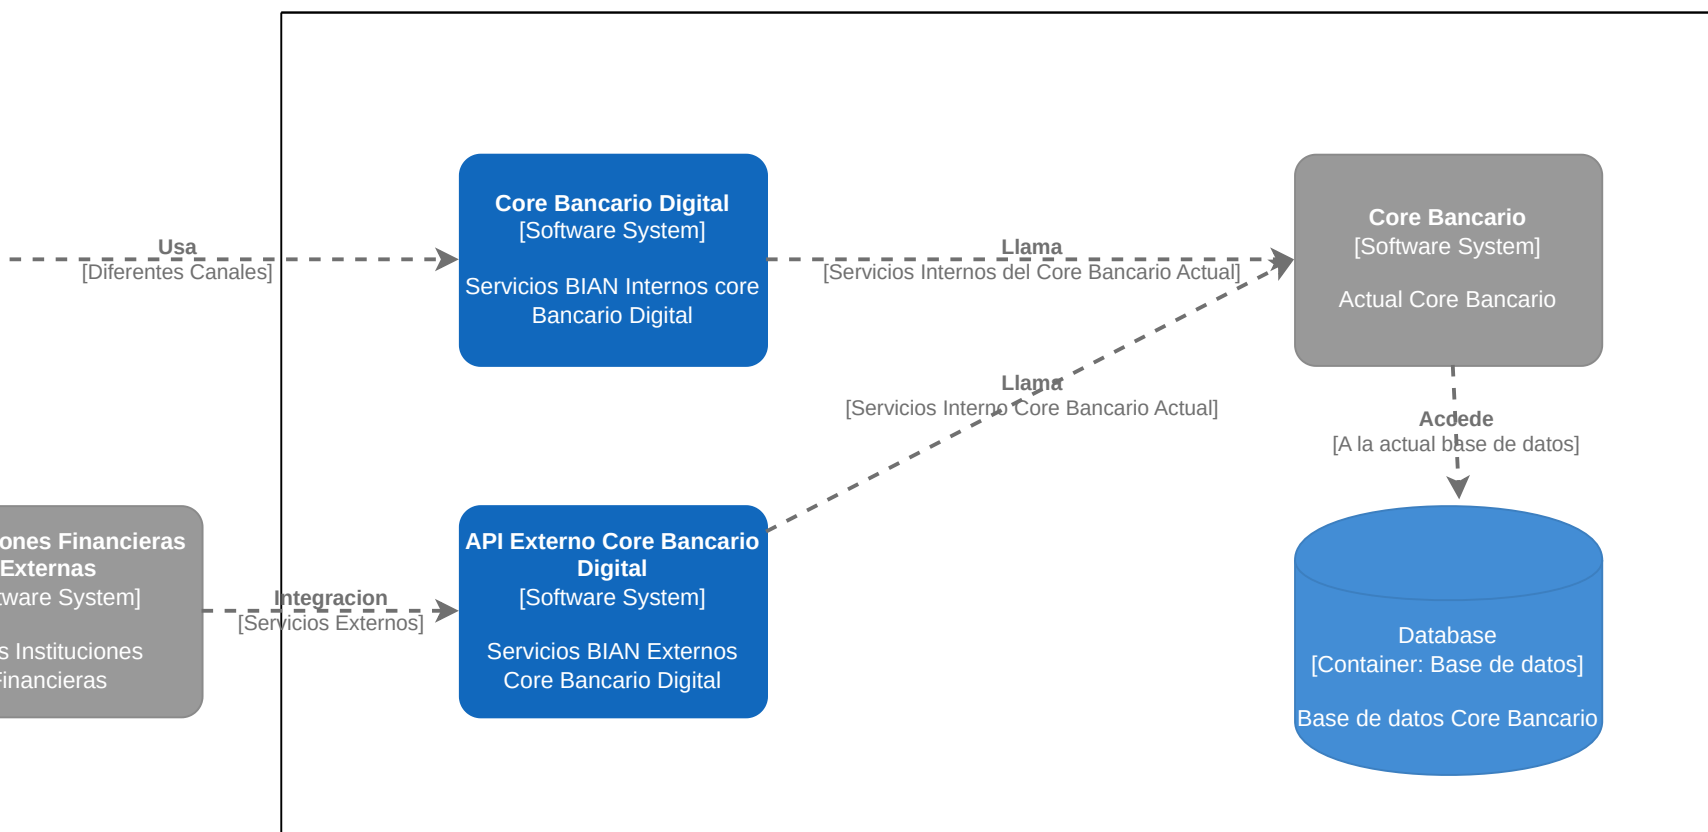 Usa
[Diferentes Canales]
Core Bancario Digital
[Software System]
Servicios BIAN Internos core
Bancario Digital
Llama
[Servicios Internos del Core Bancario Actual]
Core Bancario
[Software System]
Actual Core Bancario
Llama
[Servicios Interno Core Bancario Actual]
Accede
[A la actual base de datos]
Financieras
Externas
System]
Instituciones
Financieras
Integracion
[Servicios Externos]
API Externo Core Bancario
Digital
[Software System]
Servicios BIAN Externos
Core Bancario Digital
Database
[Container: Base de datos]
Base de datos Core Bancario